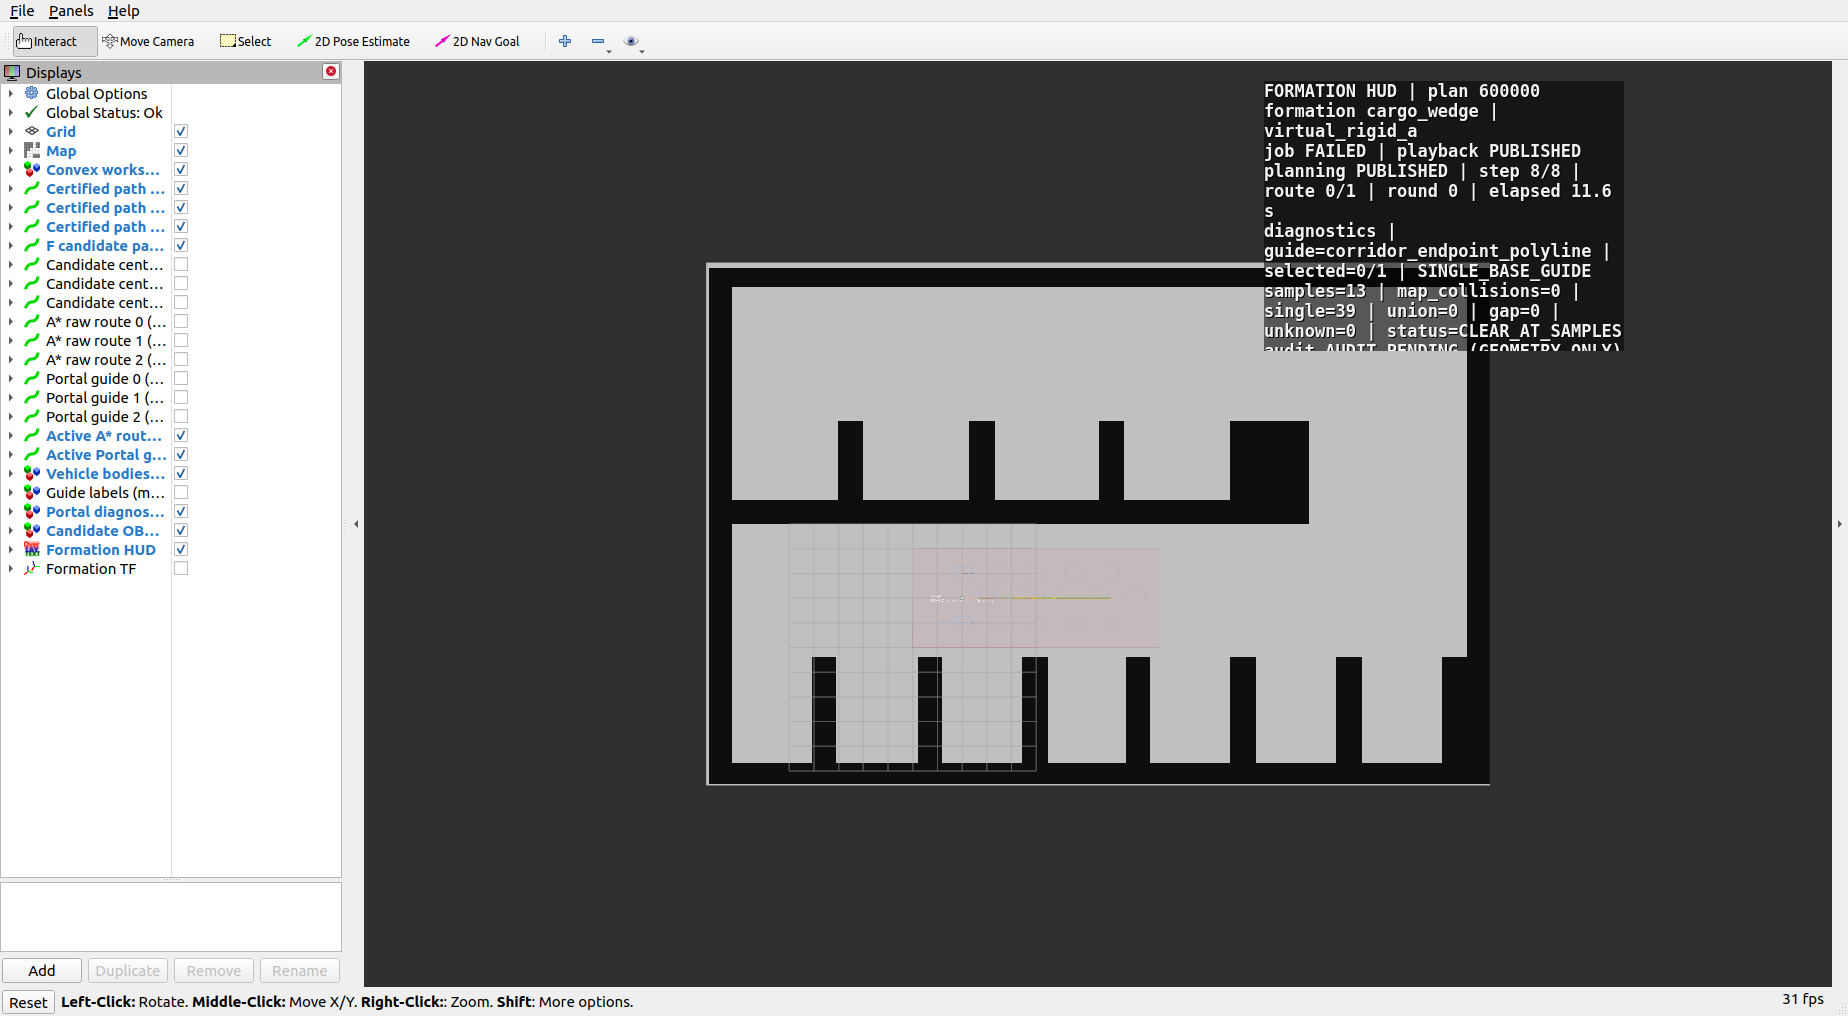 File Panels Help
Interact Move Camera Select 2D Pose Estimate 2D Nav Goal
Displays
Global Options
Global Status: Ok
Grid
Map
Convex works...
Certified path ...
Certified path ...
Certified path ...
F candidate pa...
Candidate cent...
Candidate cent...
Candidate cent...
A* raw route 0 (...
A* raw route 1 (...
A* raw route 2 (...
Portal guide 0 (...
Portal guide 1 (...
Portal guide 2 (...
Active A* rout...
Active Portal g...
Vehicle bodies...
Guide labels (m...
Portal diagnos...
Candidate OB...
Formation HUD
Formation TF
FORMATION HUD | plan 600000
formation cargo_wedge |
virtual_rigid_a
job FAILED | playback PUBLISHED
planning PUBLISHED | step 8/8 |
route 0/1 | round 0 | elapsed 11.6
s
diagnostics |
guide=corridor_endpoint_polyline |
selected=0/1 | SINGLE_BASE_GUIDE
samples=13 | map_collisions=0 |
single=39 | union=0 | gap=0 |
unknown=0 | status=CLEAR_AT_SAMPLES
audit AUDIT_PENDING (GEOMETRY_ONLY)
Add Duplicate Remove Rename
Reset Left-Click: Rotate. Middle-Click: Move X/Y. Right-Click:: Zoom. Shift: More options.
31 fps